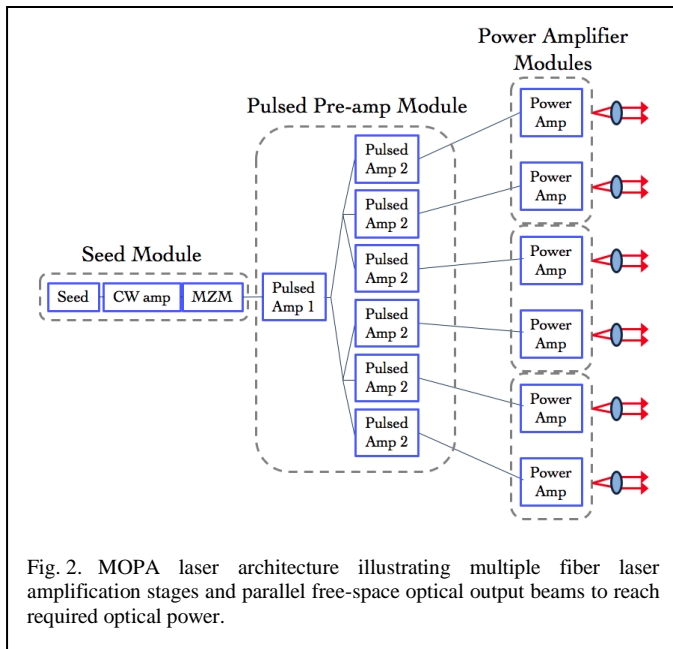 Power Amplifier
Modules
Pulsed Pre-amp Module
Seed Module
Seed
CW amp
MZM
Pulsed
Amp 1
Pulsed
Amp 2
Pulsed
Amp 2
Pulsed
Amp 2
Pulsed
Amp 2
Pulsed
Amp 2
Pulsed
Amp 2
Power
Amp
Power
Amp
Power
Amp
Power
Amp
Power
Amp
Power
Amp
Fig. 2. MOPA laser architecture illustrating multiple fiber laser
amplification stages and parallel free-space optical output beams to reach
required optical power.